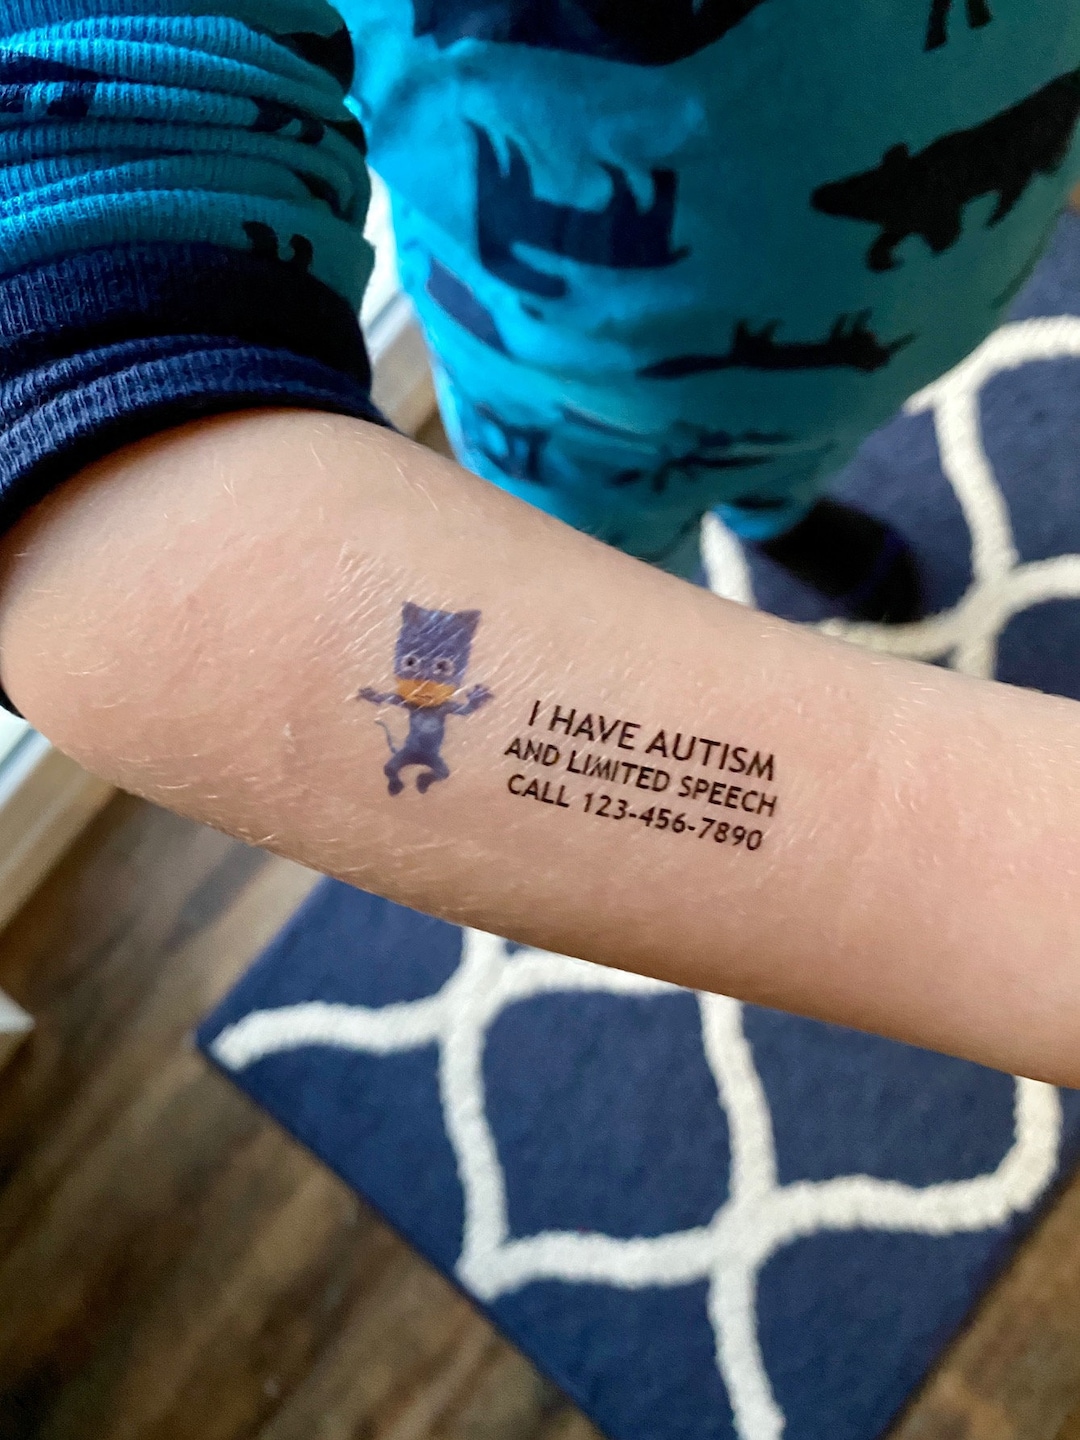 I HAVE AUTISM
AND LIMITED SPEECH
CALL 123-456-7890